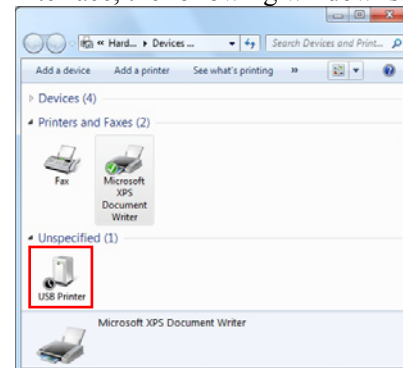 « Hard... ▸ Devices ... Search Devices and Print...
Add a device Add a printer See what's printing »
Devices (4)
Printers and Faxes (2)
Fax
Microsoft
XPS
Document
Writer
Unspecified (1)
USB Printer
Microsoft XPS Document Writer